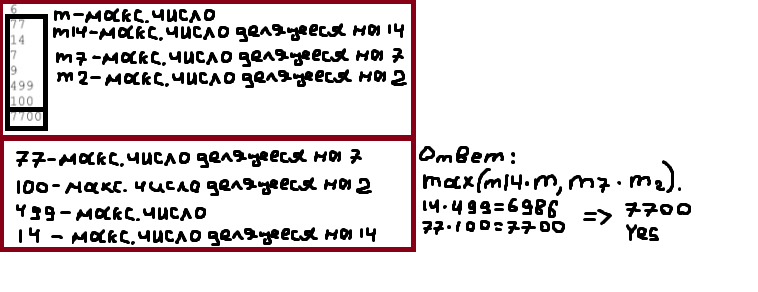 6
77
14
7
9
499
100
7700
m-макс.число
m14-макс.число делящееся на 14
m7-макс.число делящееся на 7
m2-макс.число делящееся на 2
77-макс.число делящееся на 7
100-макс. число делящееся на 2
499-макс.число
14 - макс.число делящееся на 14
Ответ:
max(m14·m, m7·m2).
14·499=6986
77·100=7700
=> 7700
Yes